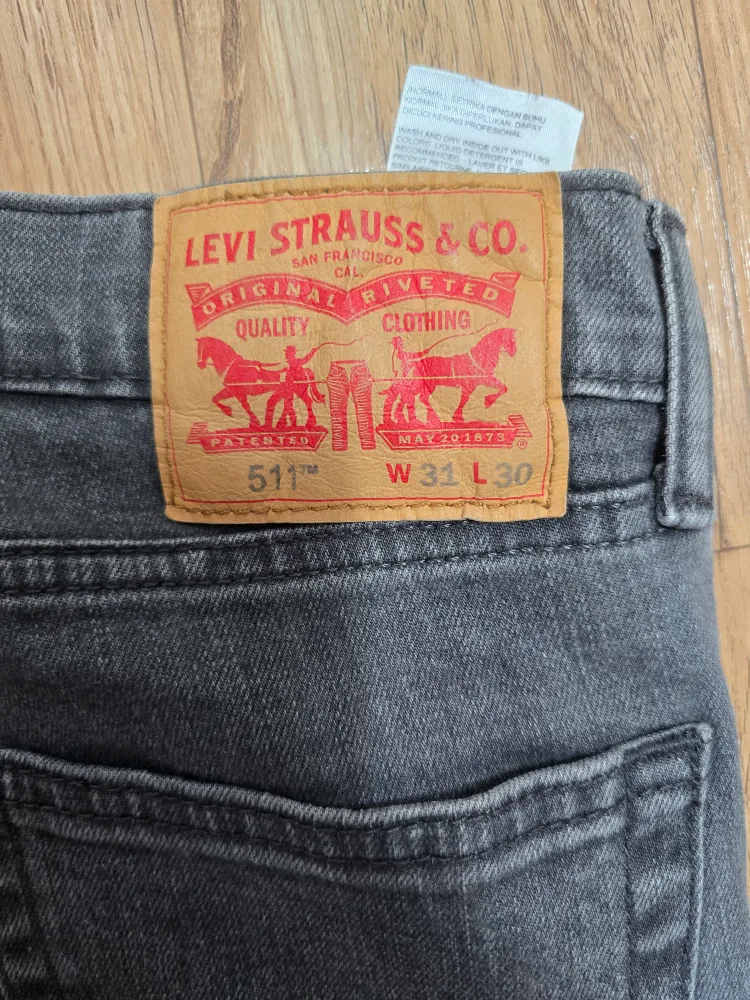 (NORMAL). SETRIKA DENGAN SUHU
NORMAL JIKA DIPERLUKAN. DAPAT
DICUCI KERING PROFESIONAL
WASH AND DRY INSIDE OUT WITH LIKE
COLORS. LIQUID DETERGENT IS
RECOMMENDED. LAVER ET
PRODUIT RETOURNÉ
LEVI STRAUSS & CO.
SAN FRANCISCO
CAL.
ORIGINAL RIVETED
QUALITY CLOTHING
PATENTED MAY 20 1873 ®
511™ W 31 L 30